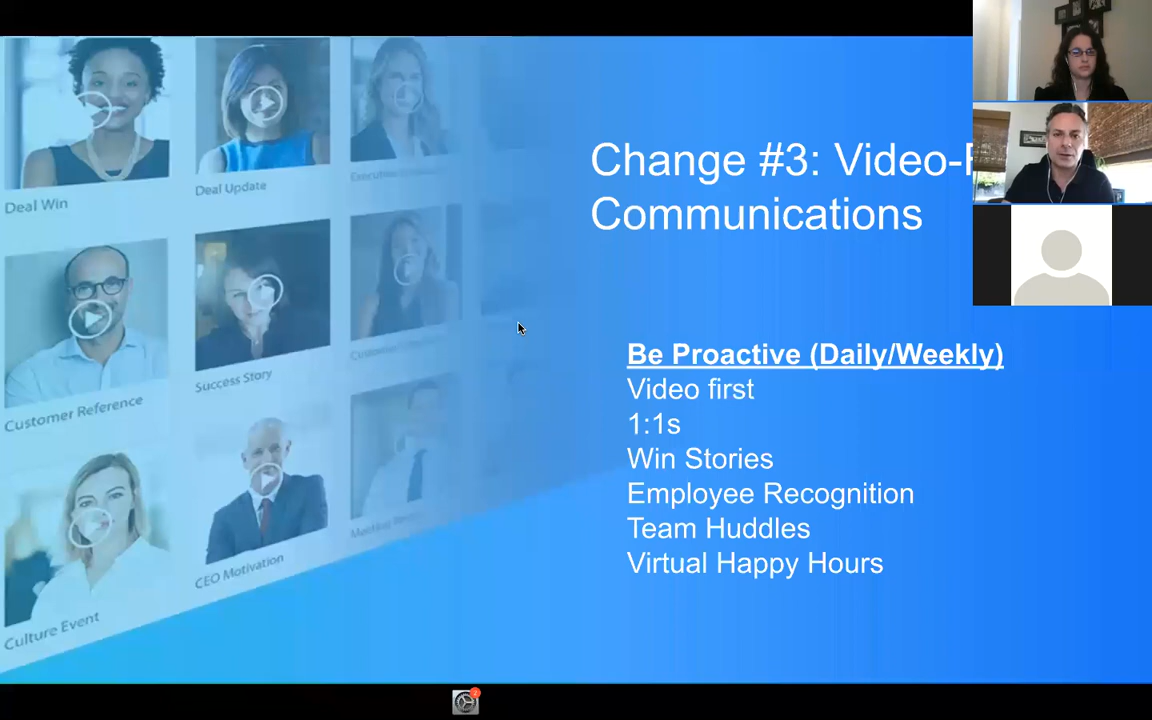 Change #3: Video-F
Communications
Deal Win
Deal Update
Be Proactive (Daily/Weekly)
Video first
1:1s
Win Stories
Employee Recognition
Team Huddles
Virtual Happy Hours
Customer Reference
Success Story
Culture Event
CEO Motivation